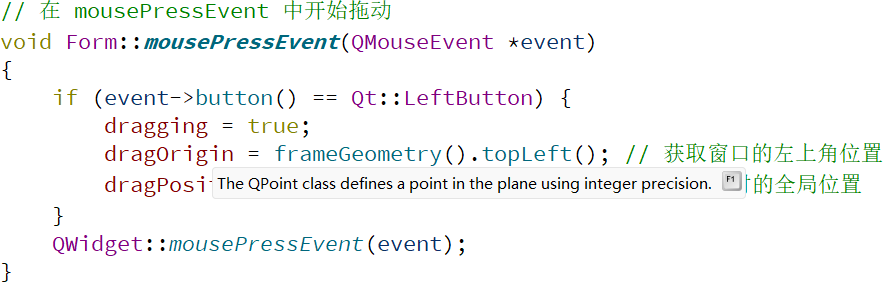 // 在 mousePressEvent 中开始拖动
void Form::mousePressEvent(QMouseEvent *event)
{
    if (event->button() == Qt::LeftButton) {
        dragging = true;
        dragOrigin = frameGeometry().topLeft(); // 获取窗口的左上角位置
        dragPosit
The QPoint class defines a point in the plane using integer precision. F1
的全局位置
    }
    QWidget::mousePressEvent(event);
}